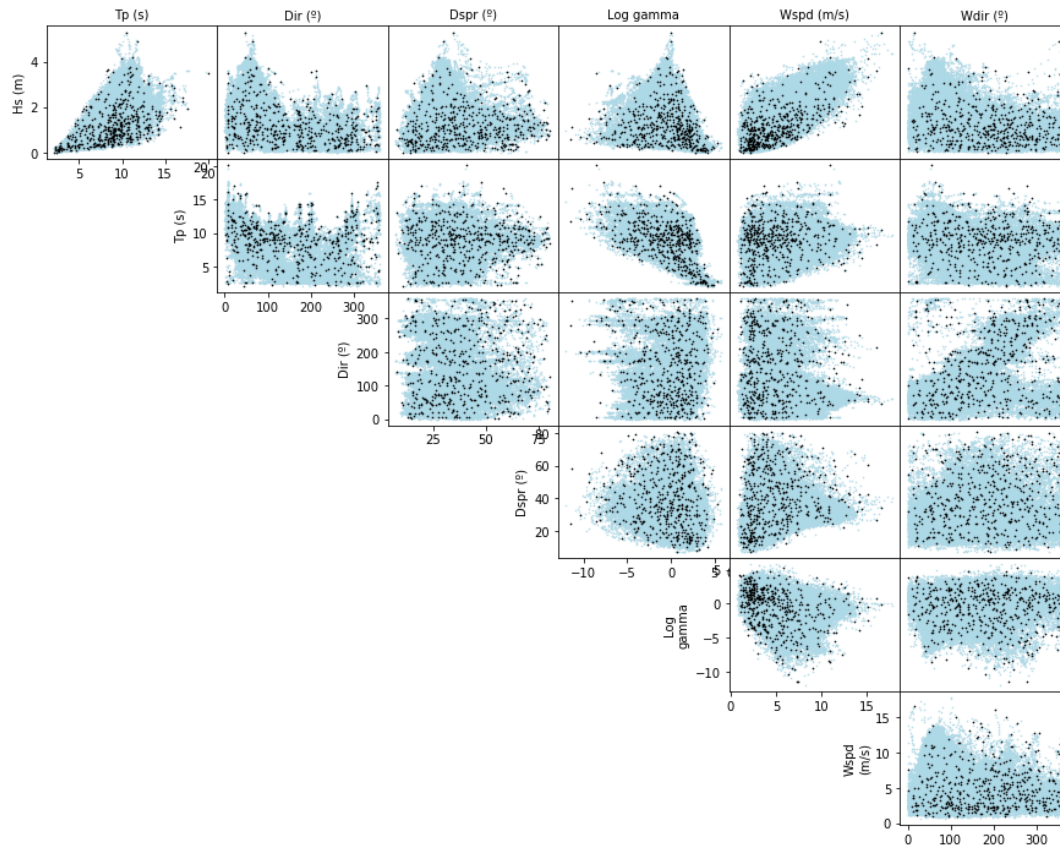 Tp (s) Dir (º) Dspr (º) Log gamma Wspd (m/s) Wdir (º)
Hs (m) 4 2 0
5 10 15 20
Tp (s) 20 15 10 5
0 100 200 300
Dir (º) 300 200 100 0
25 50 75
Dspr (º) 80 60 40 20
−10 −5 0 5
Log
gamma
5 0 −5 −10
0 5 10 15
Wspd
(m/s)
15 10 5 0
0 100 200 300